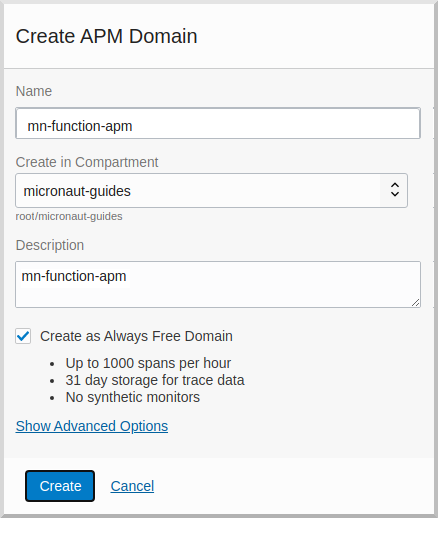 Create APM Domain
Name
mn-function-apm
Create in Compartment
micronaut-guides
root/micronaut-guides
Description
mn-function-apm
Create as Always Free Domain
• Up to 1000 spans per hour
• 31 day storage for trace data
• No synthetic monitors
Show Advanced Options
Create Cancel